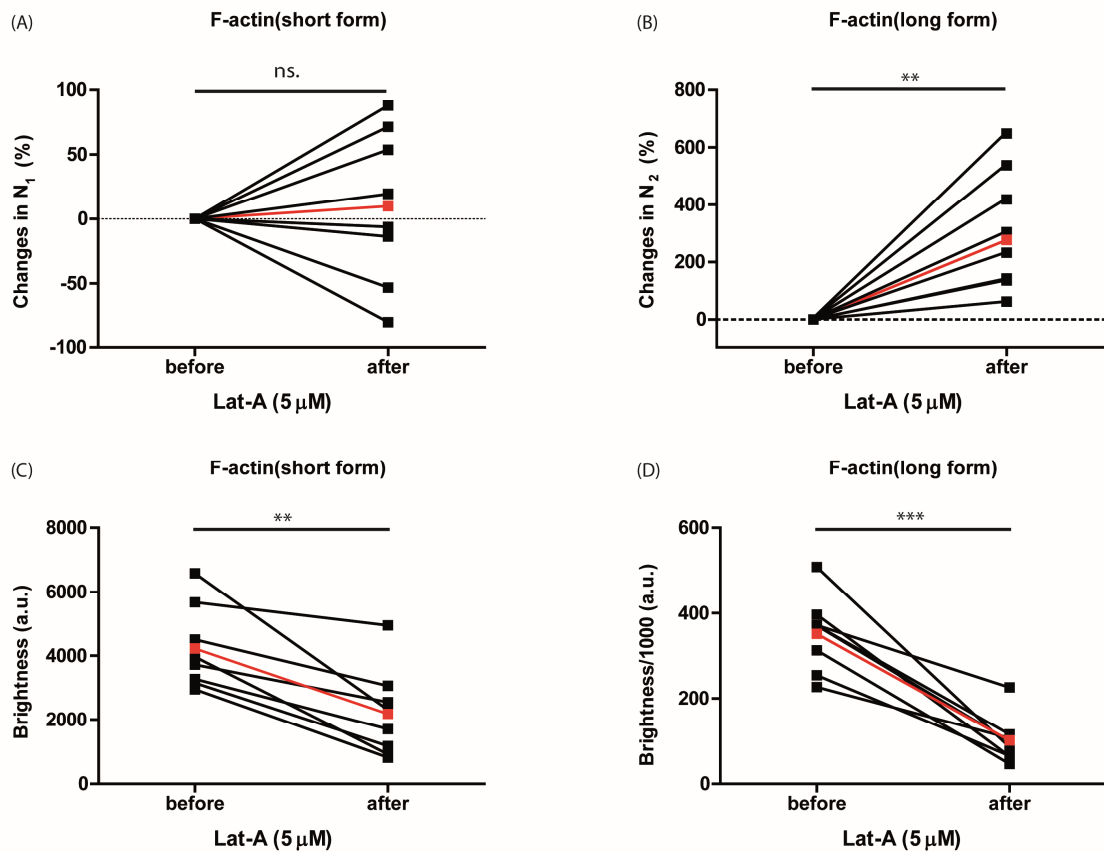 (A)
F-actin(short form)
ns.
100
50
0
-50
-100
Changes in N1 (%)
before
after
Lat-A (5 μM)
(B)
F-actin(long form)
**
800
600
400
200
0
Changes in N2 (%)
before
after
Lat-A (5 μM)
(C)
F-actin(short form)
**
8000
6000
4000
2000
0
Brightness (a.u.)
before
after
Lat-A (5 μM)
(D)
F-actin(long form)
***
600
400
200
0
Brightness/1000 (a.u.)
before
after
Lat-A (5 μM)